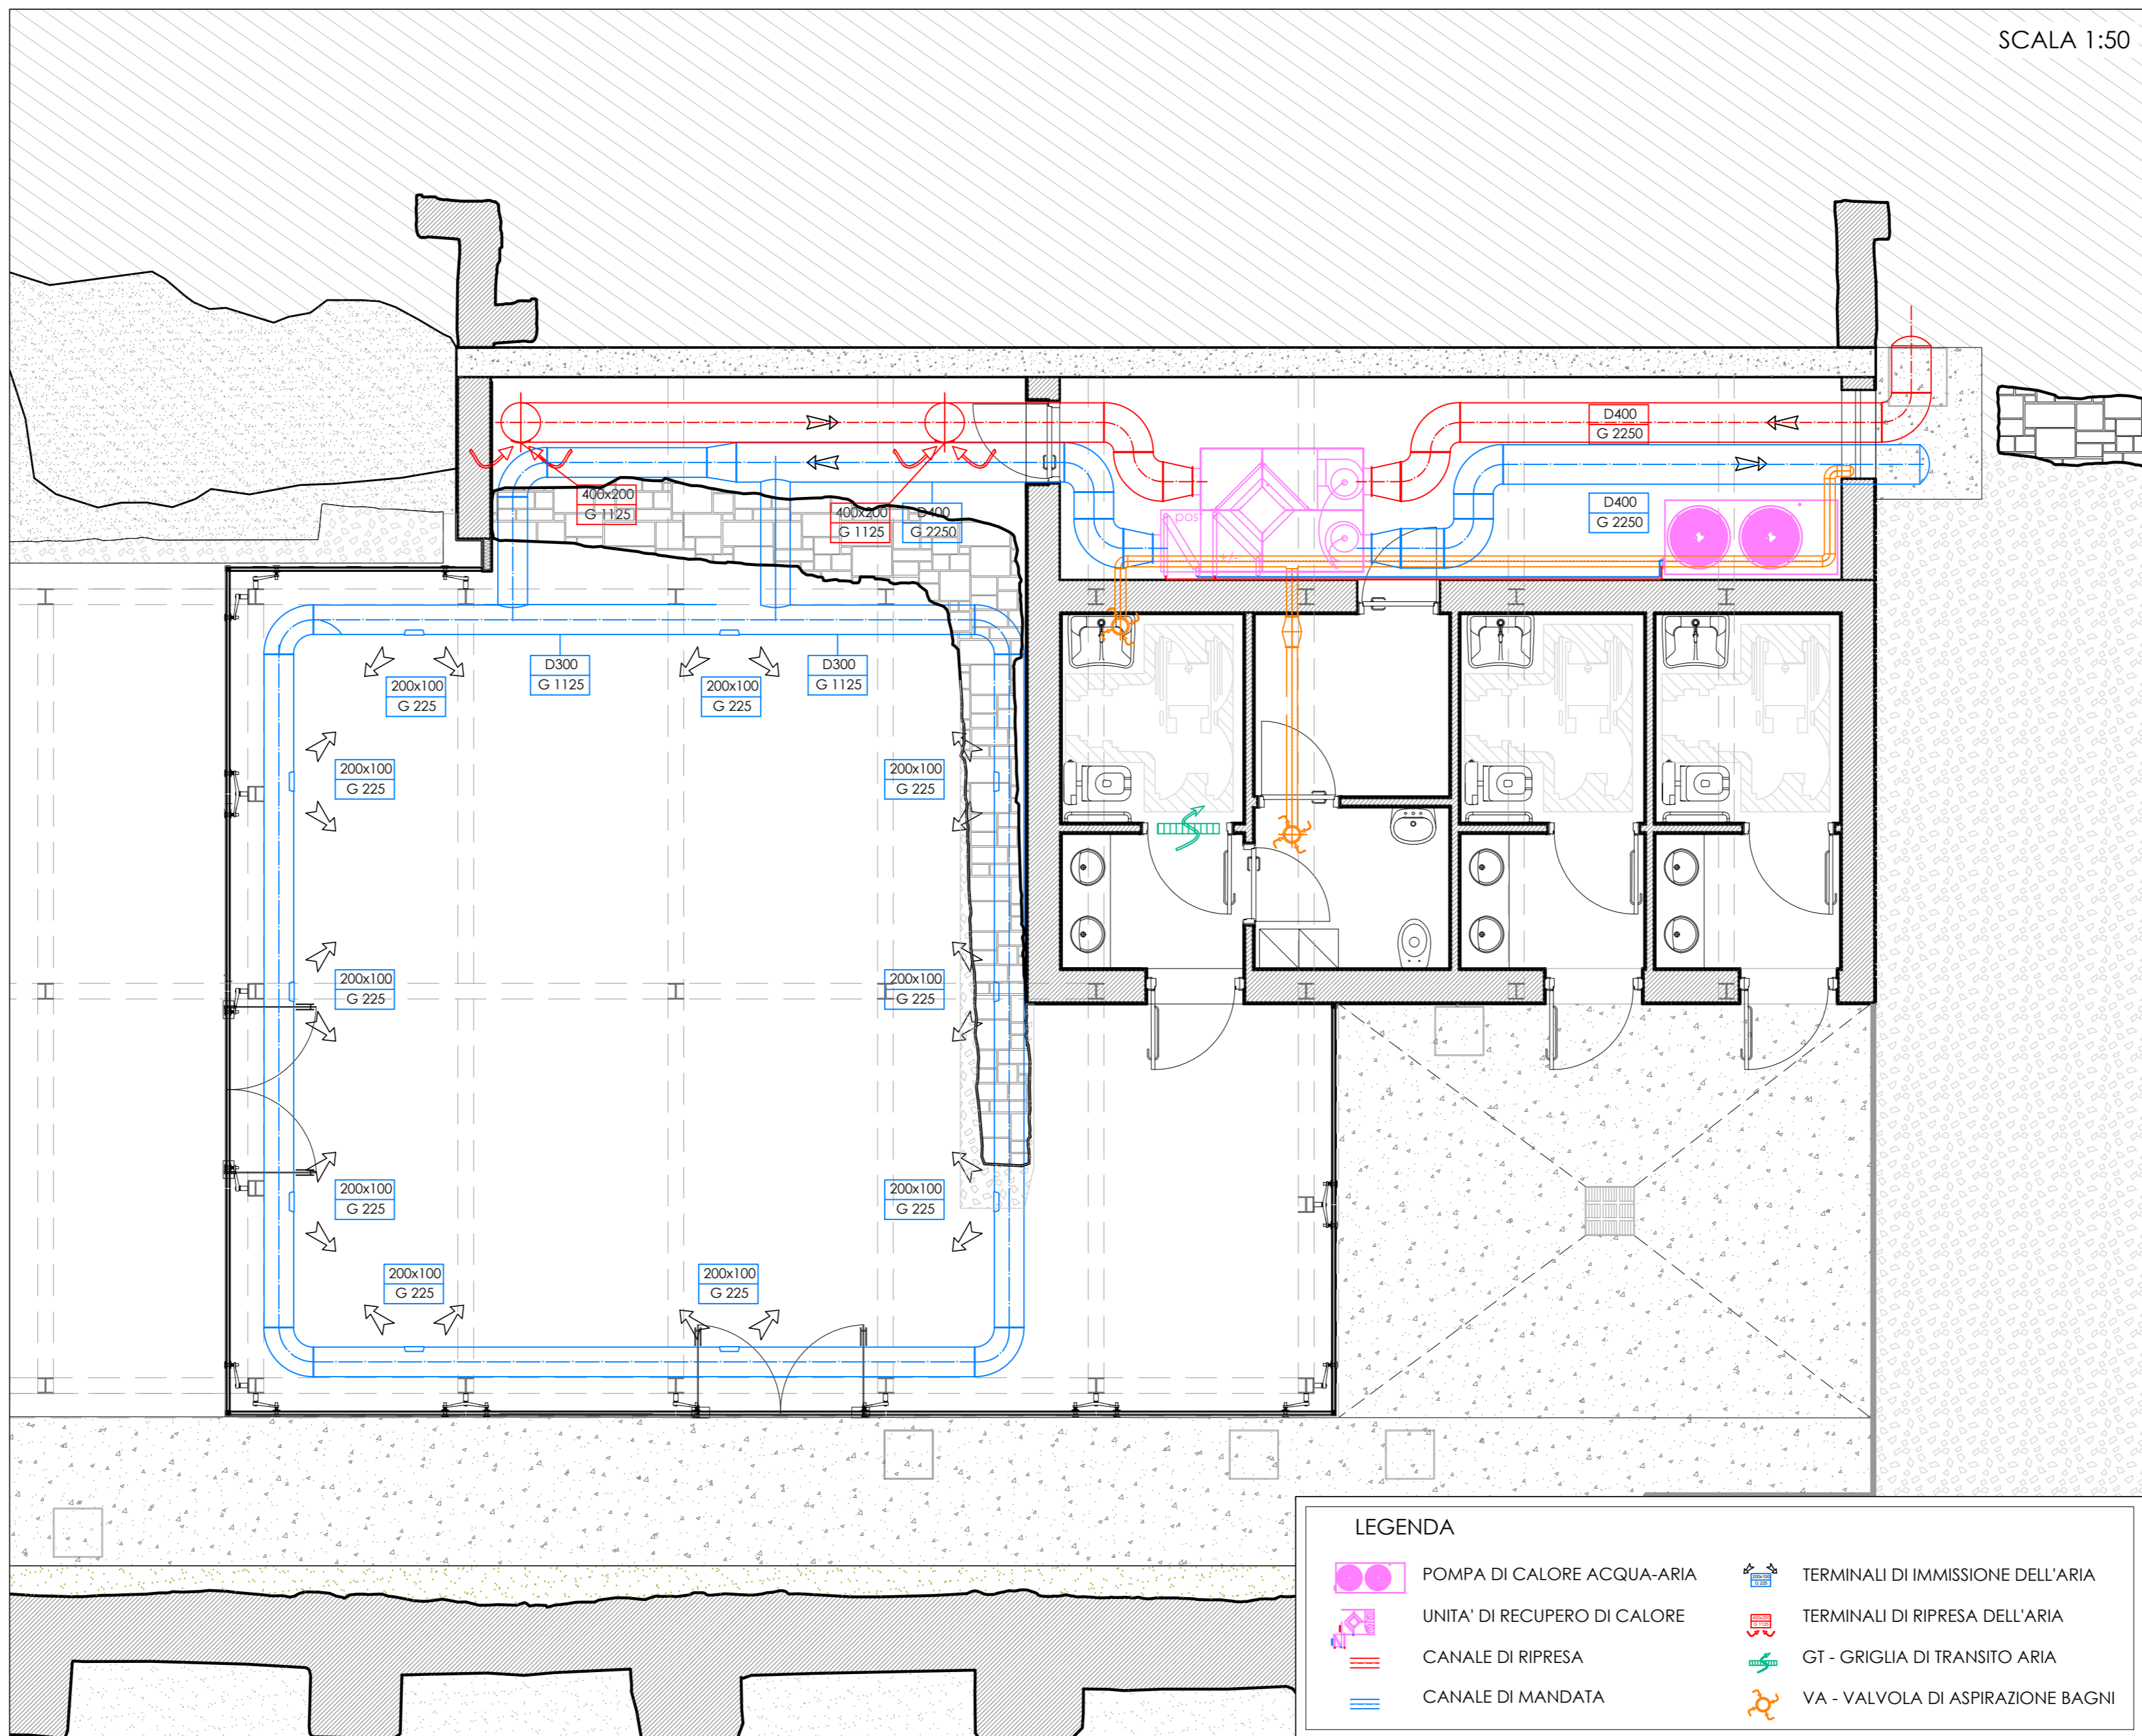 SCALA 1:50
D400
G 2250
400x200
G 1125
400x200
G 1125
D400
G 2250
D400
G 2250
post
+/-
D300
G 1125
D300
G 1125
200x100
G 225
200x100
G 225
200x100
G 225
200x100
G 225
200x100
G 225
200x100
G 225
200x100
G 225
200x100
G 225
200x100
G 225
200x100
G 225
LEGENDA
POMPA DI CALORE ACQUA-ARIA
UNITA' DI RECUPERO DI CALORE
CANALE DI RIPRESA
CANALE DI MANDATA
200x100
G 225
TERMINALI DI IMMISSIONE DELL'ARIA
TERMINALI DI RIPRESA DELL'ARIA
GT - GRIGLIA DI TRANSITO ARIA
VA - VALVOLA DI ASPIRAZIONE BAGNI